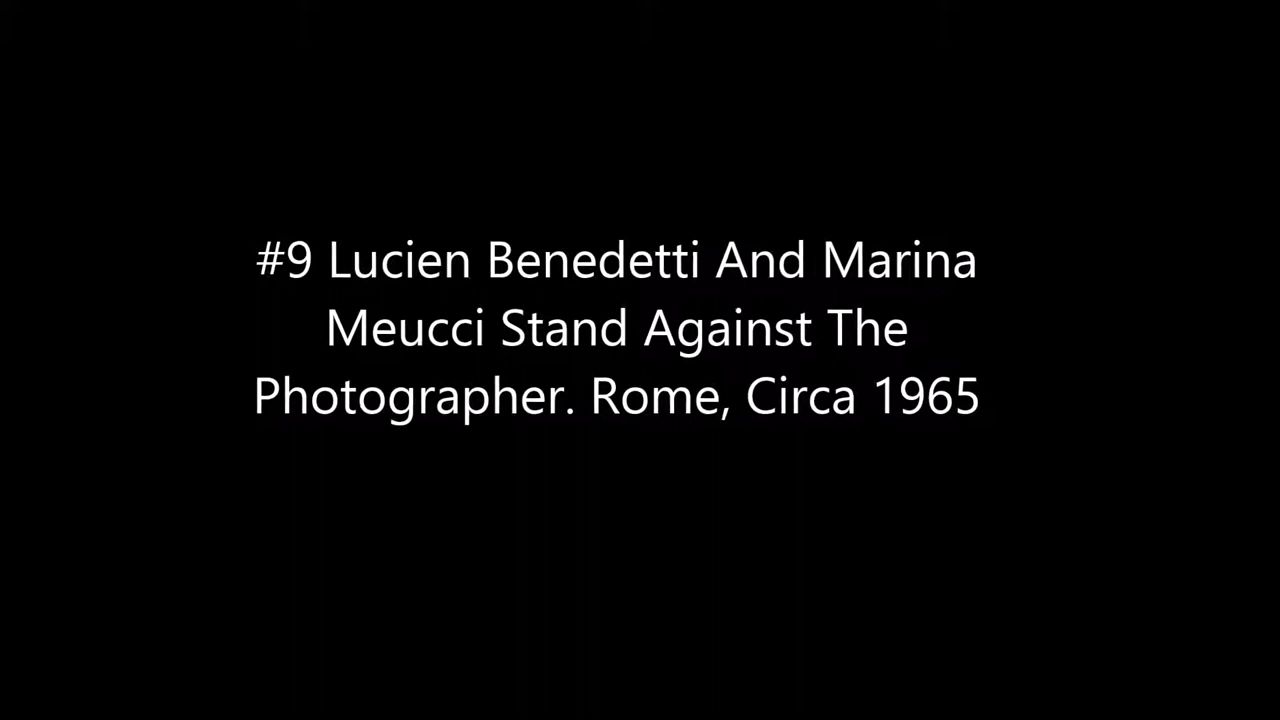 #9 Lucien Benedetti And Marina
Meucci Stand Against The
Photographer. Rome, Circa 1965